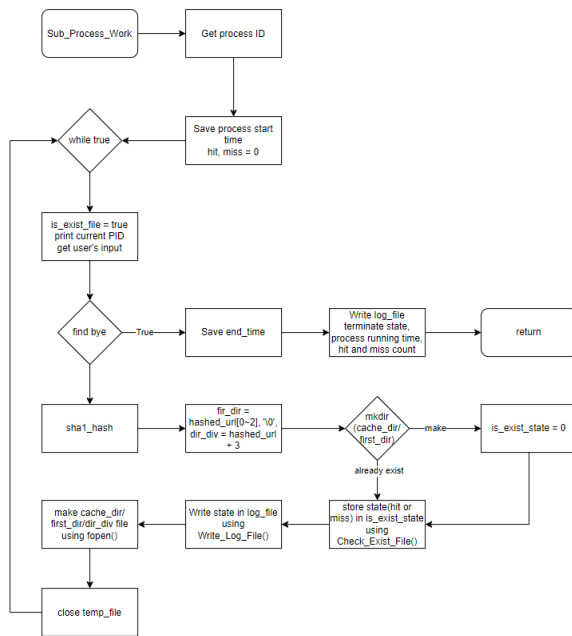 Sub_Process_Work
Get process ID
Save process start
time
hit, miss = 0
while true
is_exist_file = true
print current PID
get user's input
find bye
True
Save end_time
Write log_file
terminate state,
process running time,
hit and miss count
return
sha1_hash
fir_dir =
hashed_url[0~2], '\0',
dir_div = hashed_url
+ 3
mkdir
(cache_dir/
first_dir)
make
is_exist_state = 0
already exist
store state(hit or
miss) in is_exist_state
using
Check_Exist_File()
Write state in log_file
using
Write_Log_File()
make cache_dir/
first_dir/dir_div file
using fopen()
close temp_file